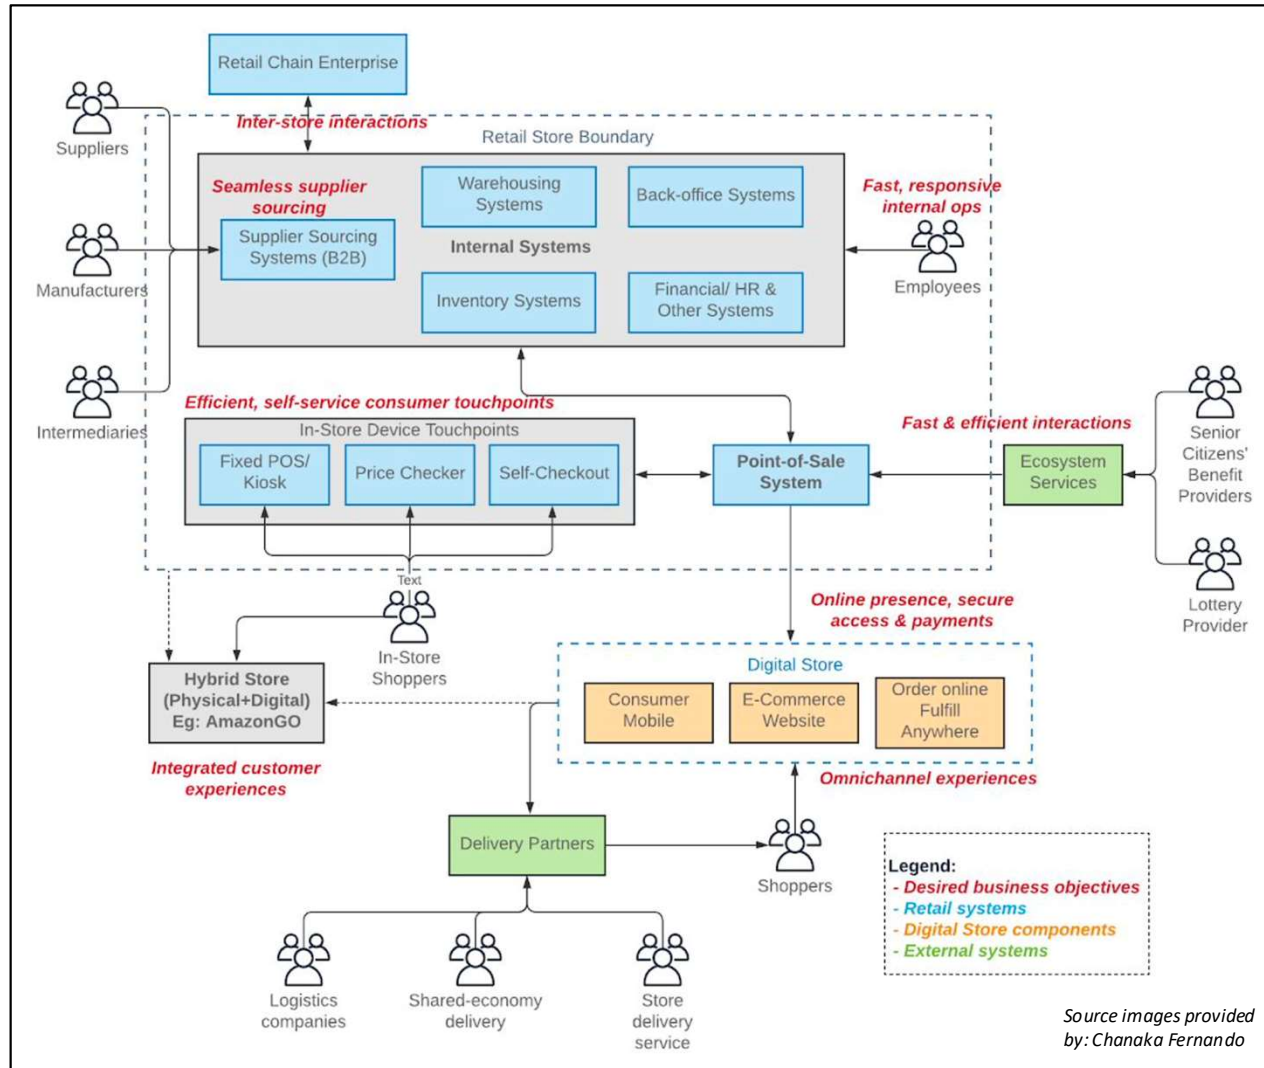 Retail Chain Enterprise
Suppliers
Inter-store interactions
Retail Store Boundary
Seamless supplier
sourcing
Warehousing
Systems
Back-office Systems
Fast, responsive
internal ops
Supplier Sourcing
Systems (B2B)
Internal Systems
Manufacturers
Employees
Inventory Systems
Financial/ HR &
Other Systems
Intermediaries
Efficient, self-service consumer touchpoints
In-Store Device Touchpoints
Fixed POS/
Kiosk
Price Checker
Self-Checkout
Point-of-Sale
System
Fast & efficient interactions
Ecosystem
Services
Senior
Citizens'
Benefit
Providers
Text
In-Store
Shoppers
Online presence, secure
access & payments
Lottery
Provider
Hybrid Store
(Physical+Digital)
Eg: AmazonGO
Integrated customer
experiences
Digital Store
Consumer
Mobile
E-Commerce
Website
Order online
Fulfill
Anywhere
Omnichannel experiences
Delivery Partners
Shoppers
Legend:
- Desired business objectives
- Retail systems
- Digital Store components
- External systems
Logistics
companies
Shared-economy
delivery
Store
delivery
service
Source images provided
by: Chanaka Fernando